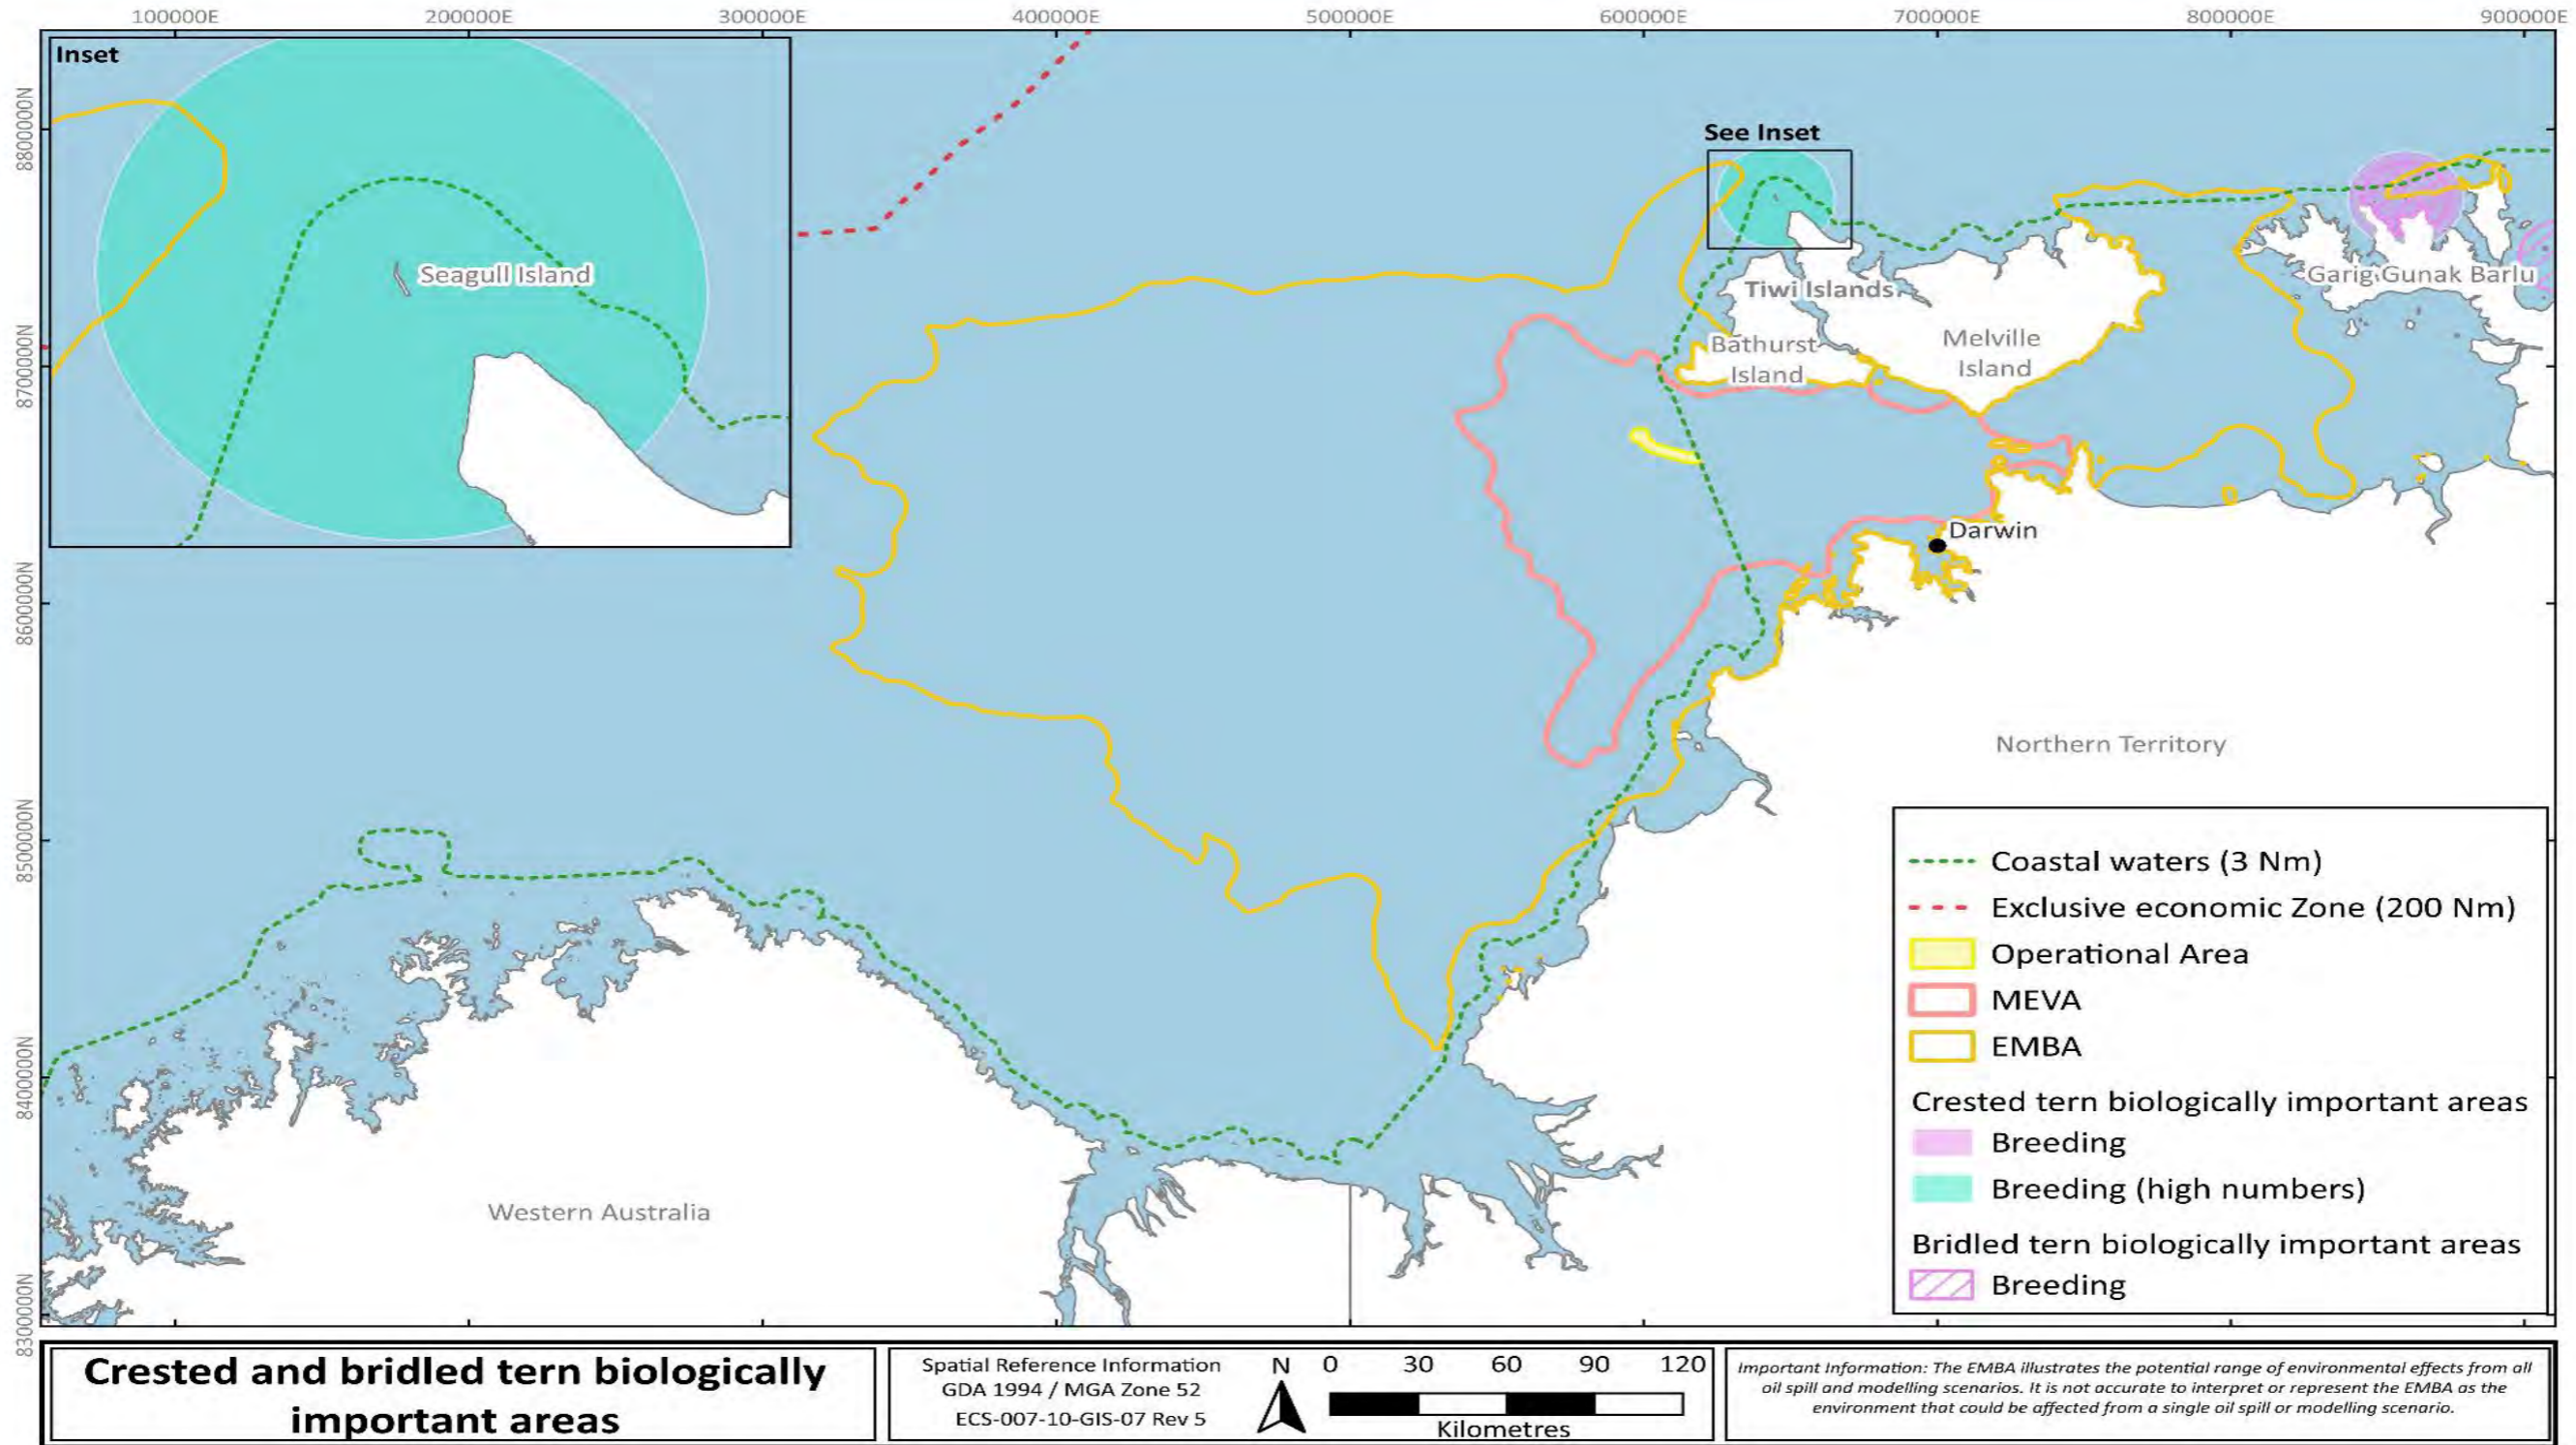 100000E 200000E 300000E 400000E 500000E 600000E 700000E 800000E 900000E
Inset
8800000N
8700000N
8600000N
8500000N
8400000N
8300000N
Seagull Island
See Inset
Tiwi Islands
Bathurst
Island
Melville
Island
Garig Gunak Barlu
Darwin
Northern Territory
Western Australia
Coastal waters (3 Nm)
Exclusive economic Zone (200 Nm)
Operational Area
MEVA
EMBA
Crested tern biologically important areas
Breeding
Breeding (high numbers)
Bridled tern biologically important areas
Breeding
Crested and bridled tern biologically
important areas
Spatial Reference Information
GDA 1994 / MGA Zone 52
ECS-007-10-GIS-07 Rev 5
N 0 30 60 90 120
Kilometres
Important Information: The EMBA illustrates the potential range of environmental effects from all
oil spill and modelling scenarios. It is not accurate to interpret or represent the EMBA as the
environment that could be affected from a single oil spill or modelling scenario.